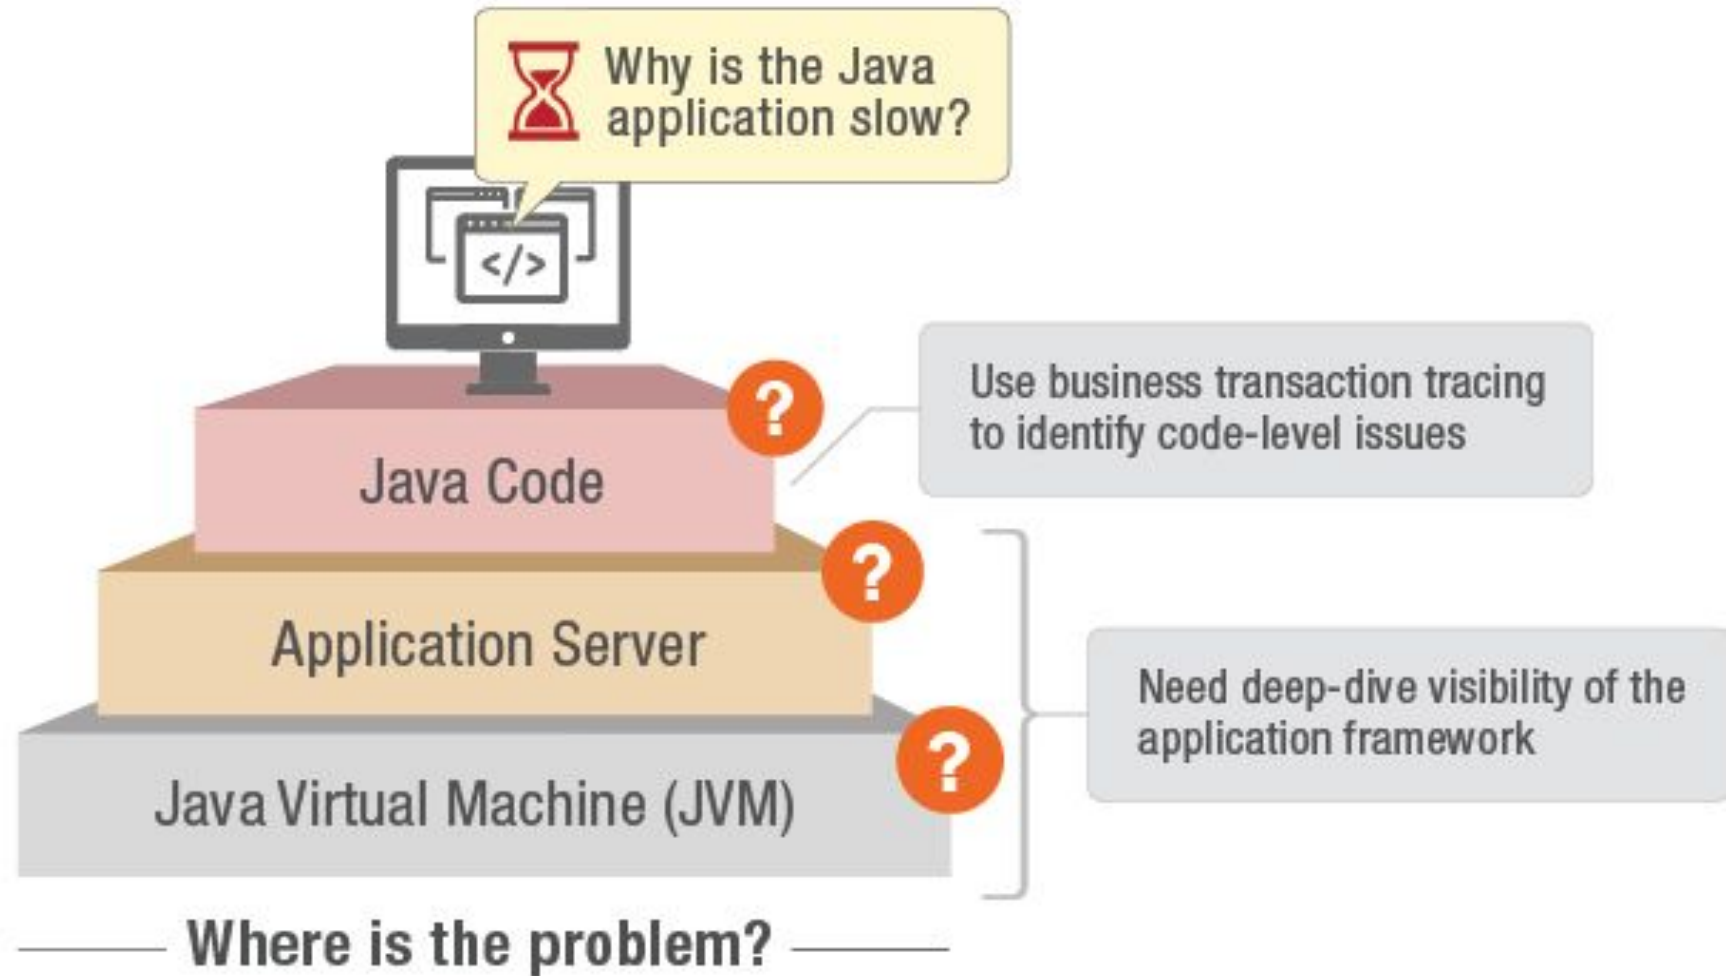 Why is the Java
application slow?
</>
?
Use business transaction tracing
to identify code-level issues
Java Code
?
Application Server
Need deep-dive visibility of the
application framework
?
Java Virtual Machine (JVM)
Where is the problem?